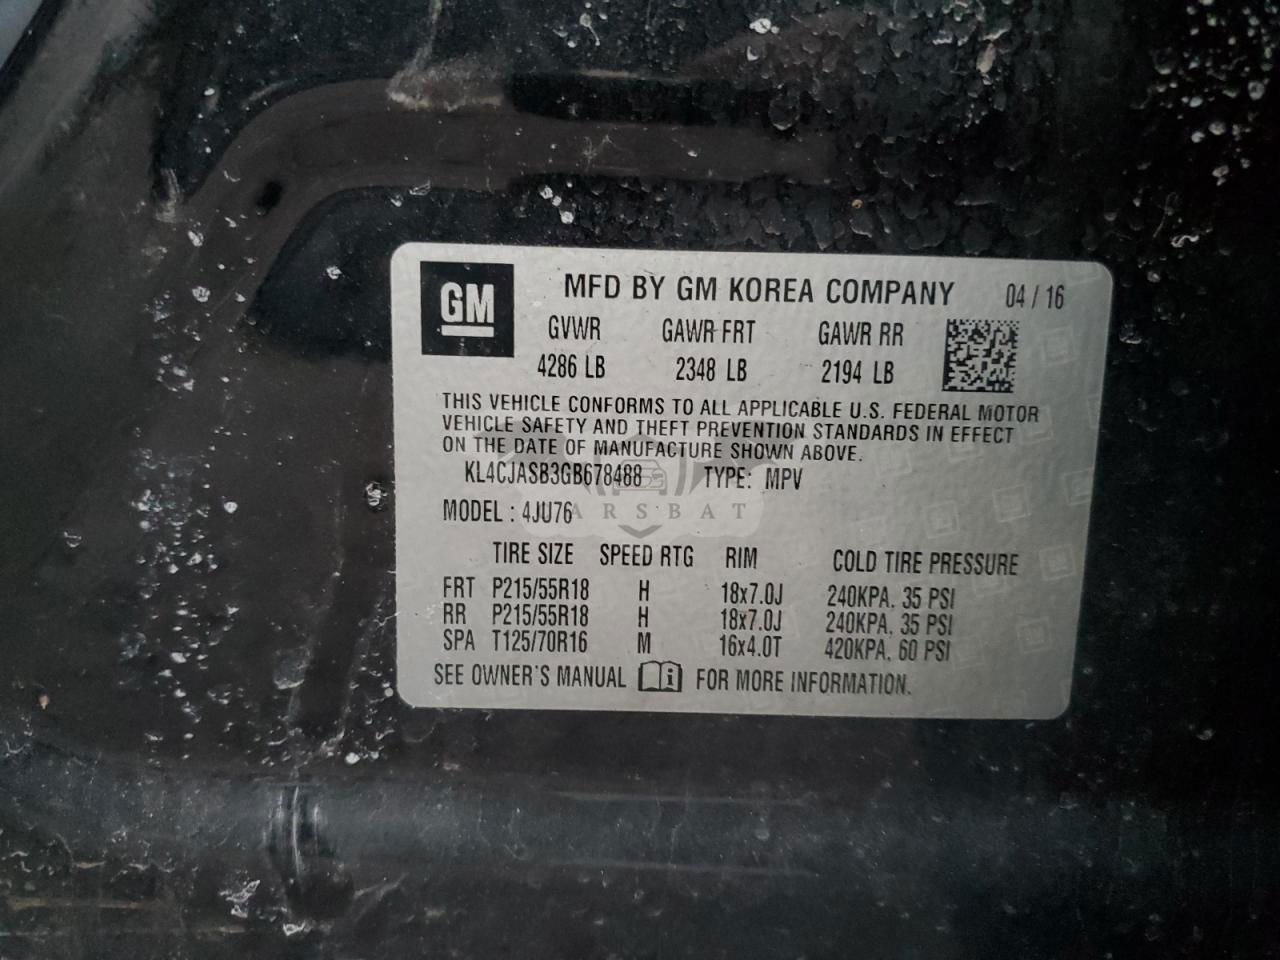 GM
MFD BY GM KOREA COMPANY 04 / 16
GVWR GAWR FRT GAWR RR
4286 LB 2348 LB 2194 LB
THIS VEHICLE CONFORMS TO ALL APPLICABLE U.S. FEDERAL MOTOR
VEHICLE SAFETY AND THEFT PREVENTION STANDARDS IN EFFECT
ON THE DATE OF MANUFACTURE SHOWN ABOVE.
KL4CJASB3GB678488 TYPE: MPV
MODEL : 4JU76
ARSBAT
TIRE SIZE SPEED RTG RIM COLD TIRE PRESSURE
FRT P215/55R18 H 18x7.0J 240KPA, 35 PSI
RR P215/55R18 H 18x7.0J 240KPA, 35 PSI
SPA T125/70R16 M 16x4.0T 420KPA, 60 PSI
SEE OWNER'S MANUAL i FOR MORE INFORMATION.